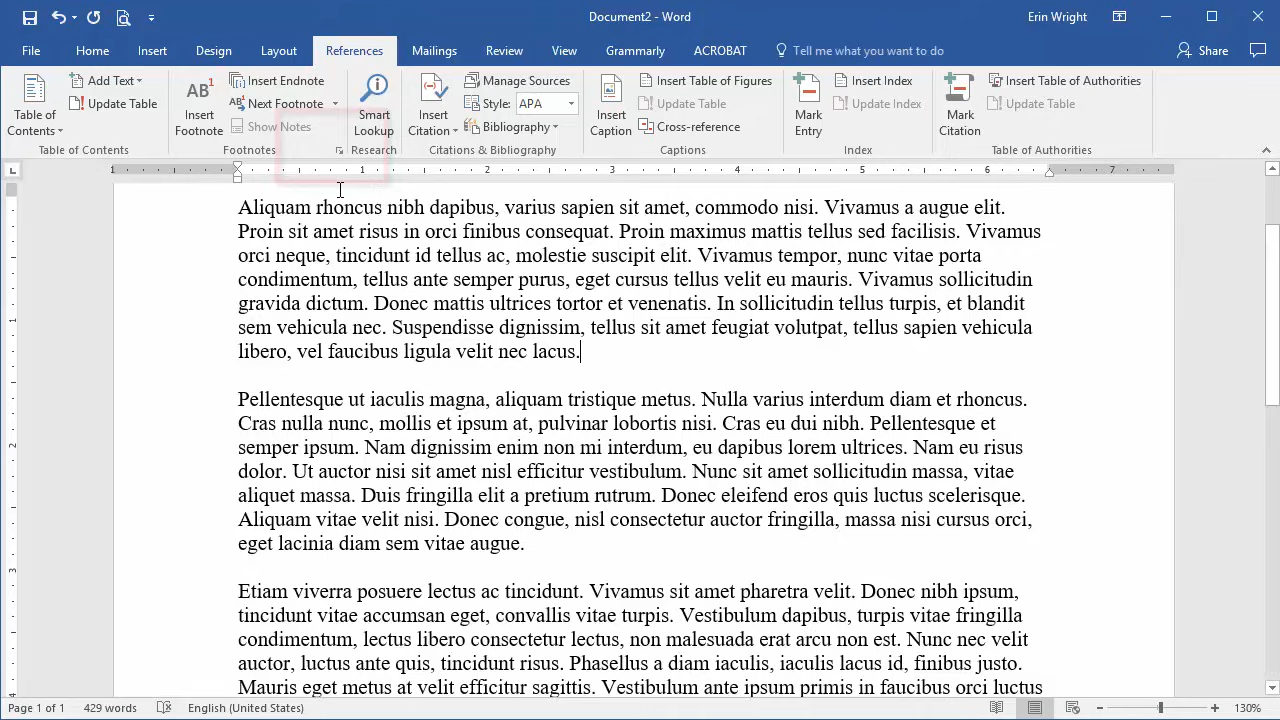 Document2 - Word
Erin Wright
File
Home
Insert
Design
Layout
References
Mailings
Review
View
Grammarly
ACROBAT
Tell me what you want to do
Share
Table of
Contents
Add Text
Update Table
Table of Contents
AB1
Insert
Footnote
Insert Endnote
Next Footnote
Show Notes
Footnotes
Smart
Lookup
Research
Insert
Citation
Manage Sources
Style: APA
Bibliography
Citations & Bibliography
Insert
Caption
Insert Table of Figures
Update Table
Cross-reference
Captions
Mark
Entry
Insert Index
Update Index
Index
Mark
Citation
Insert Table of Authorities
Update Table
Table of Authorities
1 1 2 3 4 5 6 7
Aliquam rhoncus nibh dapibus, varius sapien sit amet, commodo nisi. Vivamus a augue elit.
Proin sit amet risus in orci finibus consequat. Proin maximus mattis tellus sed facilisis. Vivamus
orci neque, tincidunt id tellus ac, molestie suscipit elit. Vivamus tempor, nunc vitae porta
condimentum, tellus ante semper purus, eget cursus tellus velit eu mauris. Vivamus sollicitudin
gravida dictum. Donec mattis ultrices tortor et venenatis. In sollicitudin tellus turpis, et blandit
sem vehicula nec. Suspendisse dignissim, tellus sit amet feugiat volutpat, tellus sapien vehicula
libero, vel faucibus ligula velit nec lacus.
Pellentesque ut iaculis magna, aliquam tristique metus. Nulla varius interdum diam et rhoncus.
Cras nulla nunc, mollis et ipsum at, pulvinar lobortis nisi. Cras eu dui nibh. Pellentesque et
semper ipsum. Nam dignissim enim non mi interdum, eu dapibus lorem ultrices. Nam eu risus
dolor. Ut auctor nisi sit amet nisl efficitur vestibulum. Nunc sit amet sollicitudin massa, vitae
aliquet massa. Duis fringilla elit a pretium rutrum. Donec eleifend eros quis luctus scelerisque.
Aliquam vitae velit nisi. Donec congue, nisl consectetur auctor fringilla, massa nisi cursus orci,
eget lacinia diam sem vitae augue.
Etiam viverra posuere lectus ac tincidunt. Vivamus sit amet pharetra velit. Donec nibh ipsum,
tincidunt vitae accumsan eget, convallis vitae turpis. Vestibulum dapibus, turpis vitae fringilla
condimentum, lectus libero consectetur lectus, non malesuada erat arcu non est. Nunc nec velit
auctor, luctus ante quis, tincidunt risus. Phasellus a diam iaculis, iaculis lacus id, finibus justo.
Mauris eget metus at velit efficitur sagittis. Vestibulum ante ipsum primis in faucibus orci luctus
Page 1 of 1
429 words
English (United States)
130%